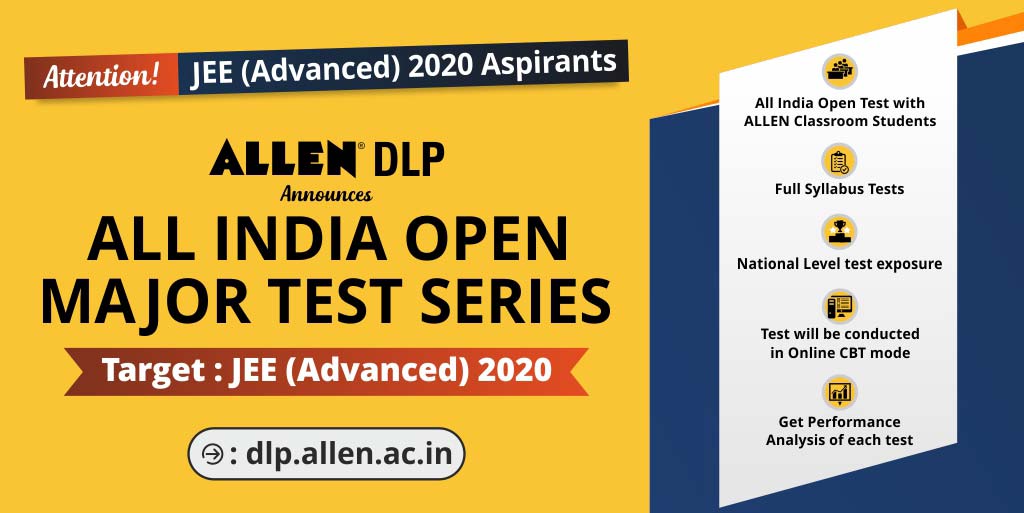 Attention! JEE (Advanced) 2020 Aspirants
ALLEN® DLP
Announces
ALL INDIA OPEN
MAJOR TEST SERIES
Target : JEE (Advanced) 2020
: dlp.allen.ac.in
All India Open Test with
ALLEN Classroom Students
Full Syllabus Tests
National Level test exposure
Test will be conducted
in Online CBT mode
Get Performance
Analysis of each test